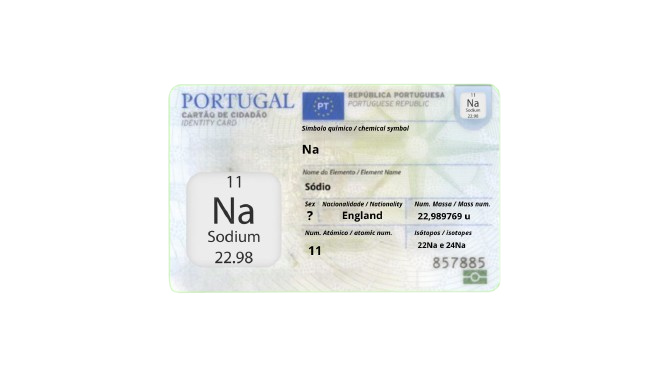 PORTUGAL
CARTÃO DE CIDADÃO
IDENTITY CARD
PT
REPÚBLICA PORTUGUESA
PORTUGUESE REPUBLIC
11
Na
Sodium
22.98
Símbolo químico / chemical symbol
Na
Nome do Elemento / Element Name
Sódio
Sex Nacionalidade / Nationality Num. Massa / Mass num.
? England 22,989769 u
Num. Atómico / atomic num. Isótopos / isotopes
11 22Na e 24Na
857885
11
Na
Sodium
22.98